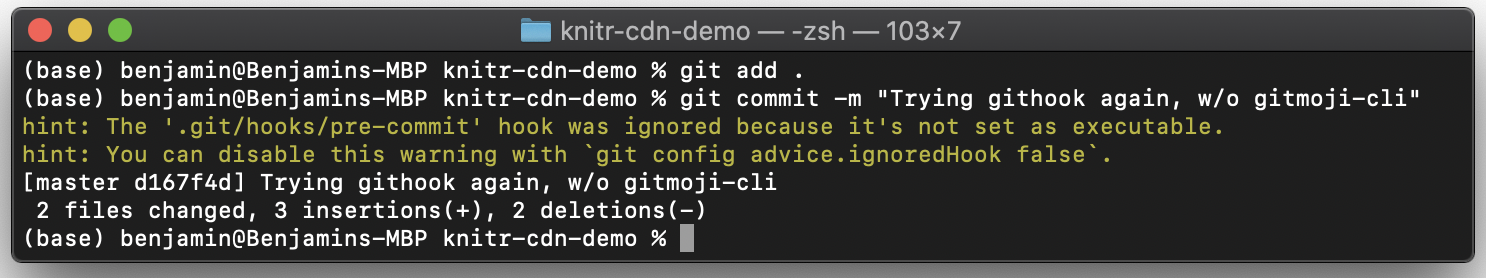 knitr-cdn-demo — -zsh — 103×7
(base) benjamin@Benjamins-MBP knitr-cdn-demo % git add .
(base) benjamin@Benjamins-MBP knitr-cdn-demo % git commit -m "Trying githook again, w/o gitmoji-cli"
hint: The '.git/hooks/pre-commit' hook was ignored because it's not set as executable.
hint: You can disable this warning with `git config advice.ignoredHook false`.
[master d167f4d] Trying githook again, w/o gitmoji-cli
 2 files changed, 3 insertions(+), 2 deletions(-)
(base) benjamin@Benjamins-MBP knitr-cdn-demo %